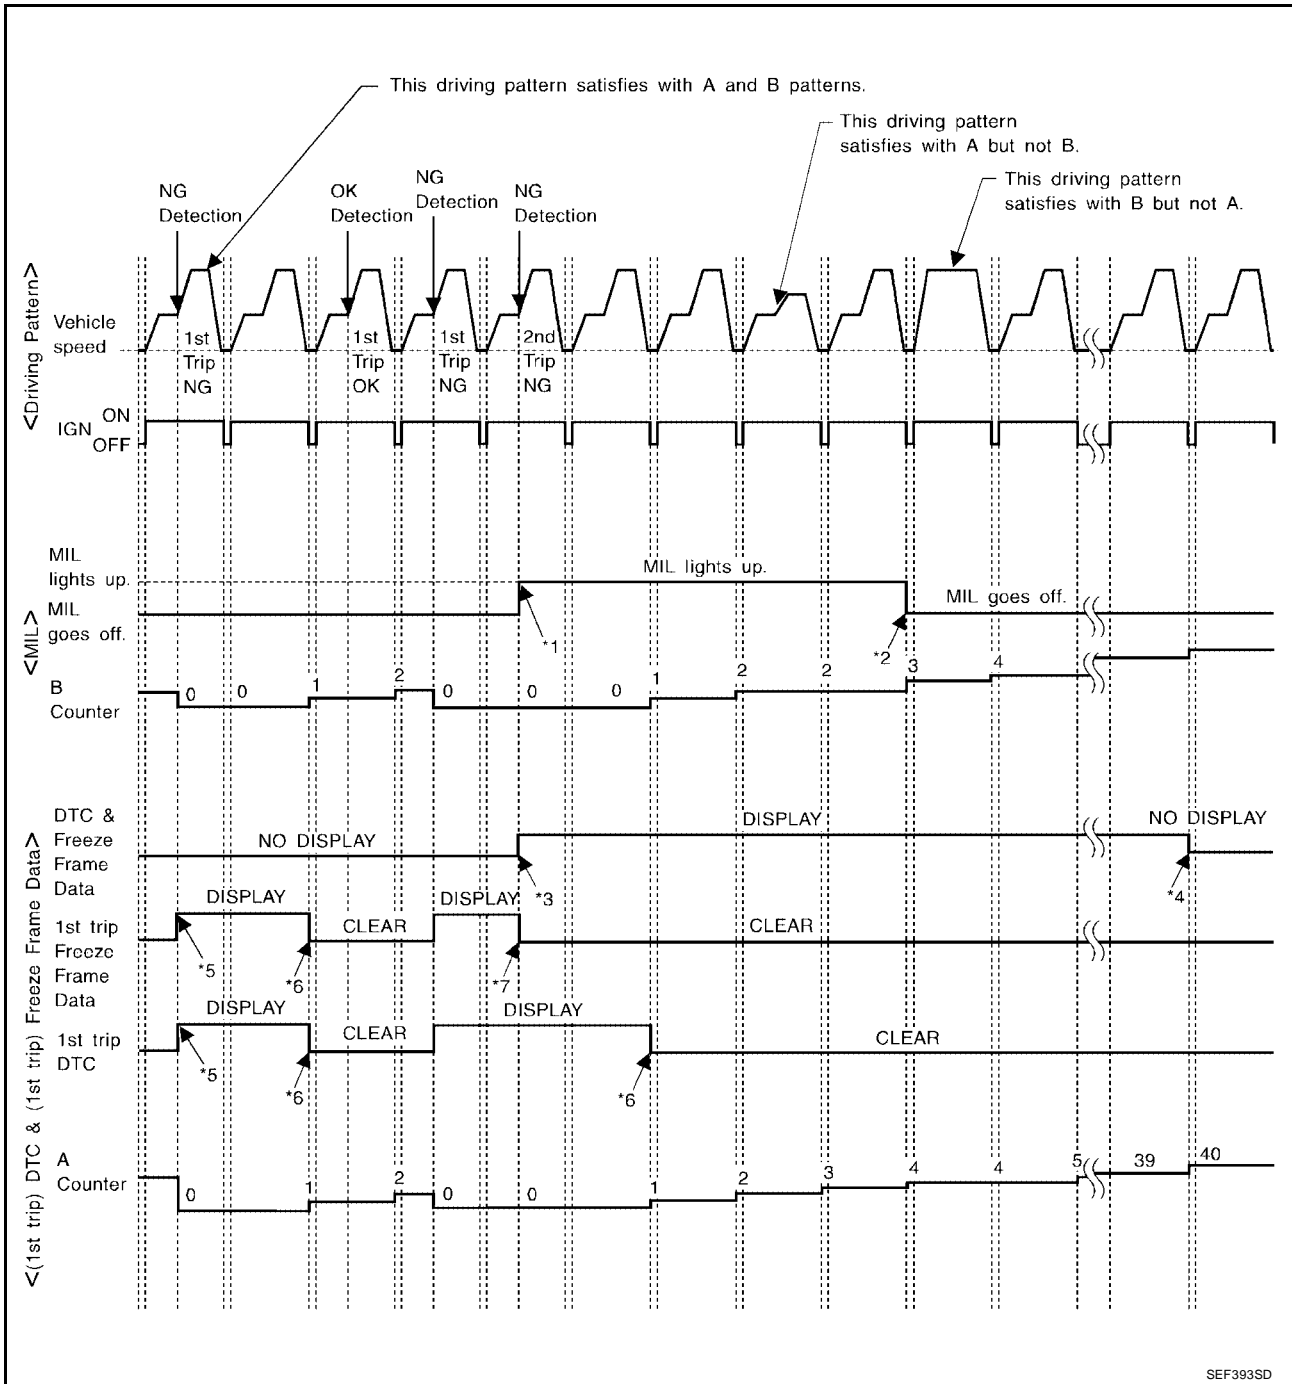 This driving pattern satisfies with A and B patterns.
This driving pattern
satisfies with A but not B.
This driving pattern
satisfies with B but not A.
NG
Detection
OK
Detection
NG
Detection
NG
Detection
<Driving Pattern>
Vehicle
speed
1st
Trip
NG
1st
Trip
OK
1st
Trip
NG
2nd
Trip
NG
IGN
ON
OFF
<MIL>
MIL
lights up.
MIL
goes off.
MIL lights up.
MIL goes off.
*1
*2
B
Counter
0 0 1 2 0 0 0 1 2 2 3 4
<(1st trip) DTC & (1st trip) Freeze Frame Data>
DTC &
Freeze
Frame
Data
NO DISPLAY
DISPLAY
NO DISPLAY
*3
*4
1st trip
Freeze
Frame
Data
DISPLAY
CLEAR
DISPLAY
CLEAR
*5
*6
*7
1st trip
DTC
DISPLAY
CLEAR
DISPLAY
CLEAR
*5
*6
*6
A
Counter
0 1 2 0 0 1 2 3 4 4 5 39 40
SEF393SD